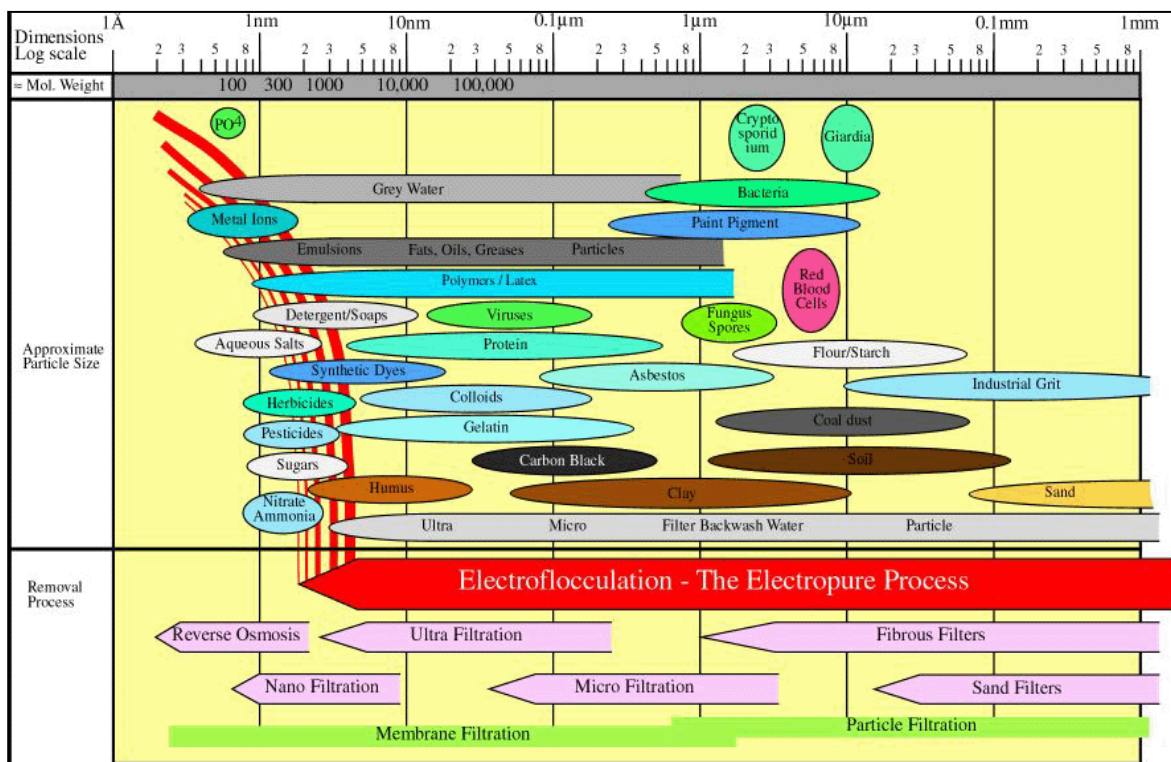 Dimensions
Log scale
1Å 1nm 10nm 0.1µm 1µm 10µm 0.1mm 1mm
2 3 5 8 2 3 5 8 2 3 5 8 2 3 5 8 2 3 5 8 2 3 5 8 2 3 5 8
= Mol. Weight 100 300 1000 10,000 100,000
Approximate
Particle Size
PO4
Crypto
sporid
ium
Giardia
Grey Water
Bacteria
Metal Ions
Paint Pigment
Emulsions Fats, Oils, Greases Particles
Polymers / Latex
Red
Blood
Cells
Detergent/Soaps
Viruses
Fungus
Spores
Aqueous Salts
Protein
Flour/Starch
Synthetic Dyes
Asbestos
Industrial Grit
Herbicides
Colloids
Coal dust
Pesticides
Gelatin
Sugars
Carbon Black
Soil
Nitrate
Ammonia
Humus
Clay
Sand
Ultra Micro Filter Backwash Water Particle
Removal
Process
Electroflocculation - The Electropure Process
Reverse Osmosis Ultra Filtration Fibrous Filters
Nano Filtration Micro Filtration Sand Filters
Membrane Filtration Particle Filtration